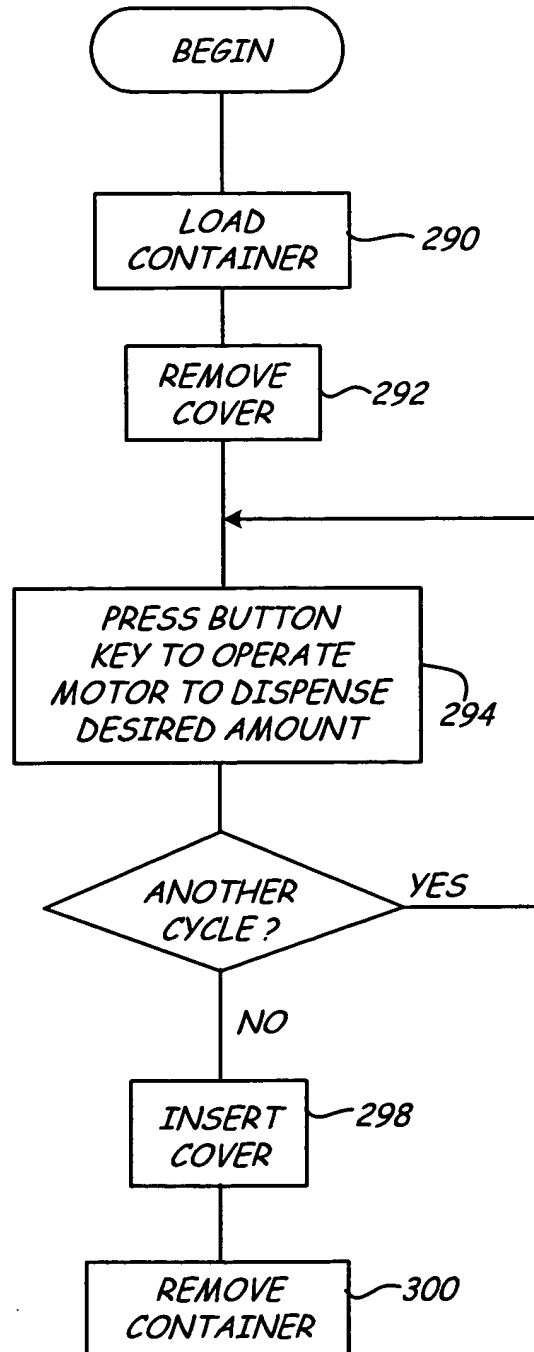 BEGIN
LOAD
CONTAINER
290
REMOVE
COVER
292
PRESS BUTTON
KEY TO OPERATE
MOTOR TO DISPENSE
DESIRED AMOUNT
294
ANOTHER
CYCLE?
YES
NO
INSERT
COVER
298
REMOVE
CONTAINER
300